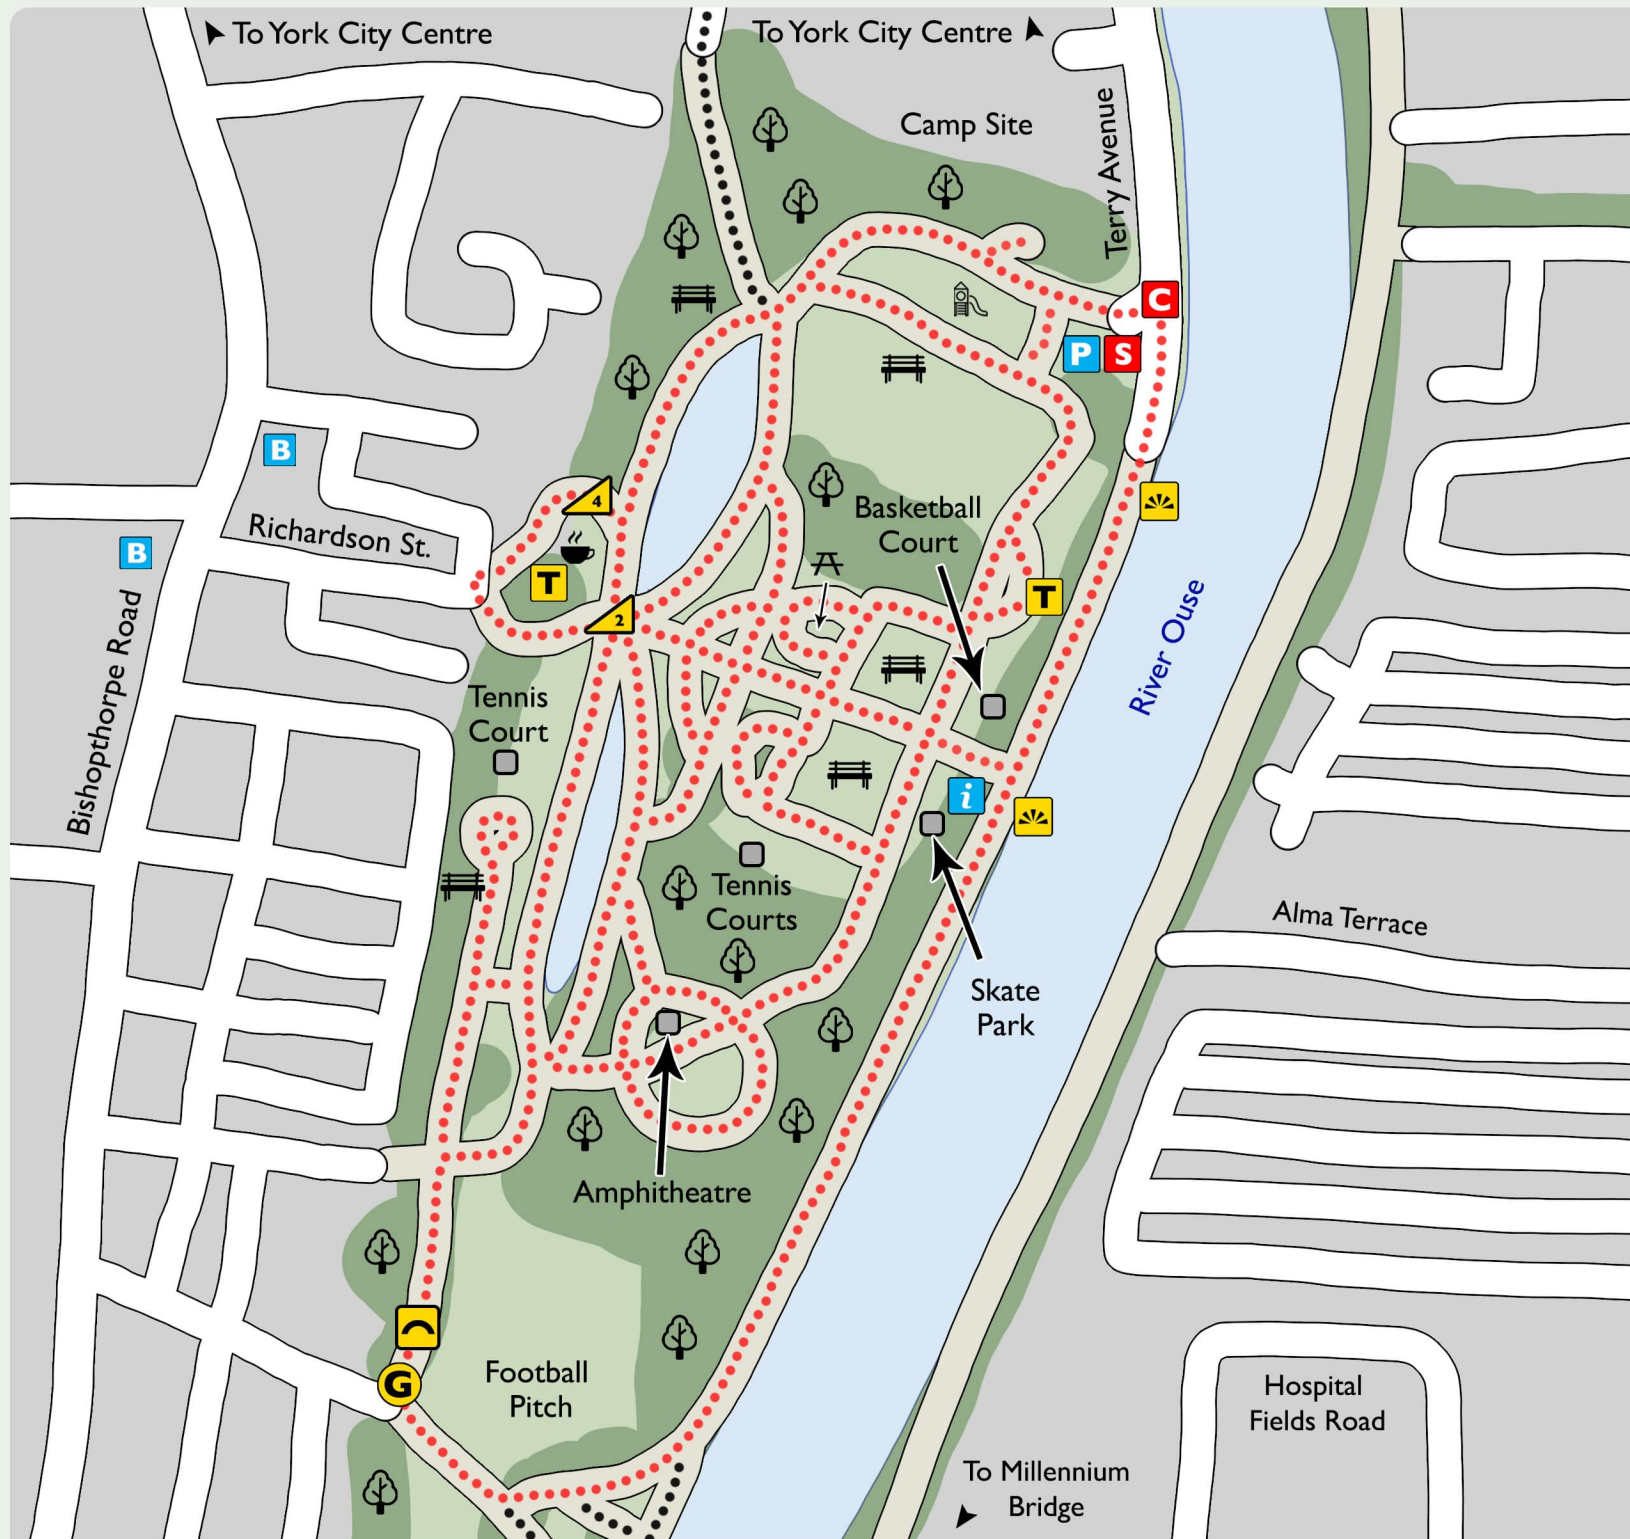 To York City Centre
To York City Centre
Camp Site
Terry Avenue
C
P
S
B
Richardson St.
4
Basketball
Court
B
T
T
2
River Ouse
Bishopthorpe Road
Tennis
Court
i
Tennis
Courts
Alma Terrace
Skate
Park
Amphitheatre
G
Football
Pitch
Hospital
Fields Road
To Millennium
Bridge